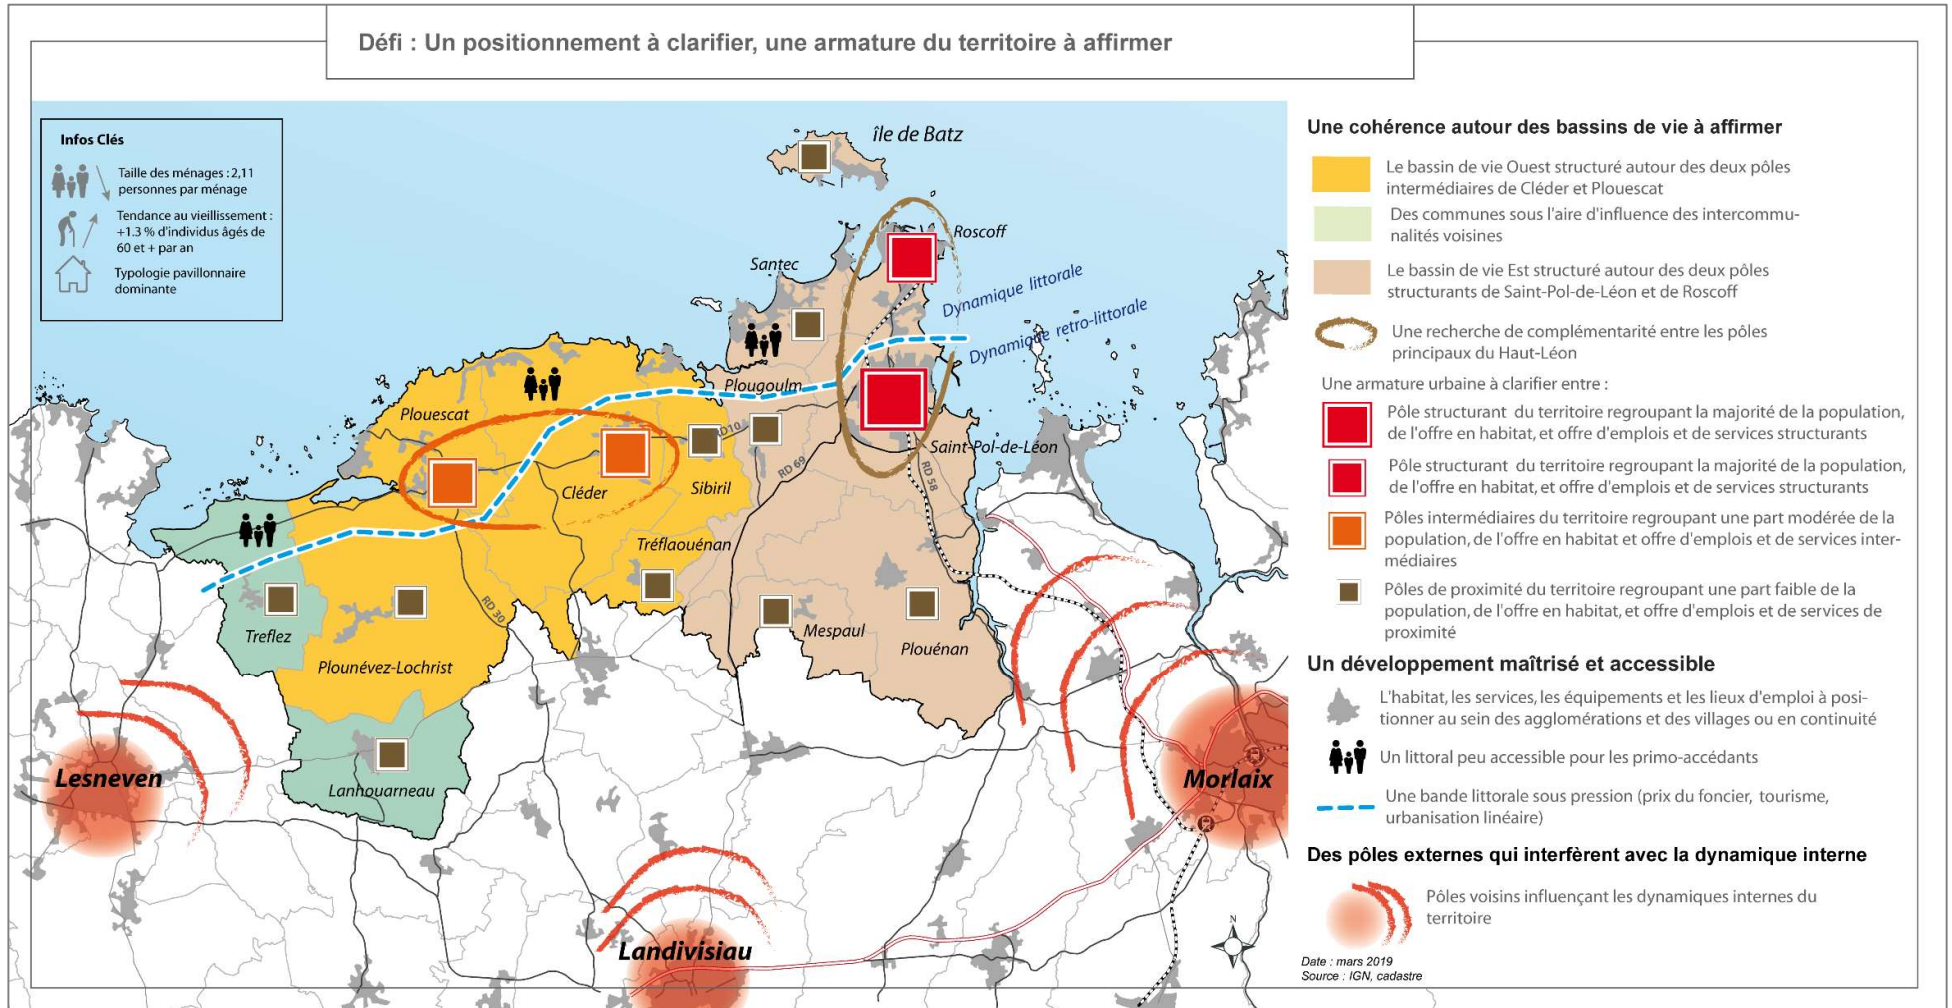 Défi : Un positionnement à clarifier, une armature du territoire à affirmer
Infos Clés
Taille des ménages : 2,11
personnes par ménage
Tendance au vieillissement :
+1.3 % d'individus âgés de
60 et + par an
Typologie pavillonnaire
dominante
île de Batz
Roscoff
Santec
Dynamique littorale
Dynamique retro-littorale
Plougoulm
Plouescat
Saint-Pol-de-Léon
RD10
RD 69
RD 58
Cléder
Sibiril
Tréflaouénan
RD 30
Treflez
Plounévez-Lochrist
Mespaul
Plouénan
Lanhouarneau
Lesneven
Morlaix
Landivisiau
Une cohérence autour des bassins de vie à affirmer
Le bassin de vie Ouest structuré autour des deux pôles
intermédiaires de Cléder et Plouescat
Des communes sous l'aire d'influence des intercommu-
nalités voisines
Le bassin de vie Est structuré autour des deux pôles
structurants de Saint-Pol-de-Léon et de Roscoff
Une recherche de complémentarité entre les pôles
principaux du Haut-Léon
Une armature urbaine à clarifier entre :
Pôle structurant du territoire regroupant la majorité de la population,
de l'offre en habitat, et offre d'emplois et de services structurants
Pôle structurant du territoire regroupant la majorité de la population,
de l'offre en habitat, et offre d'emplois et de services structurants
Pôles intermédiaires du territoire regroupant une part modérée de la
population, de l'offre en habitat et offre d'emplois et de services inter-
médiaires
Pôles de proximité du territoire regroupant une part faible de la
population, de l'offre en habitat, et offre d'emplois et de services de
proximité
Un développement maîtrisé et accessible
L'habitat, les services, les équipements et les lieux d'emploi à posi-
tionner au sein des agglomérations et des villages ou en continuité
Un littoral peu accessible pour les primo-accédants
Une bande littorale sous pression (prix du foncier, tourisme,
urbanisation linéaire)
Des pôles externes qui interfèrent avec la dynamique interne
Pôles voisins influençant les dynamiques internes du
territoire
N
Date : mars 2019
Source : IGN, cadastre